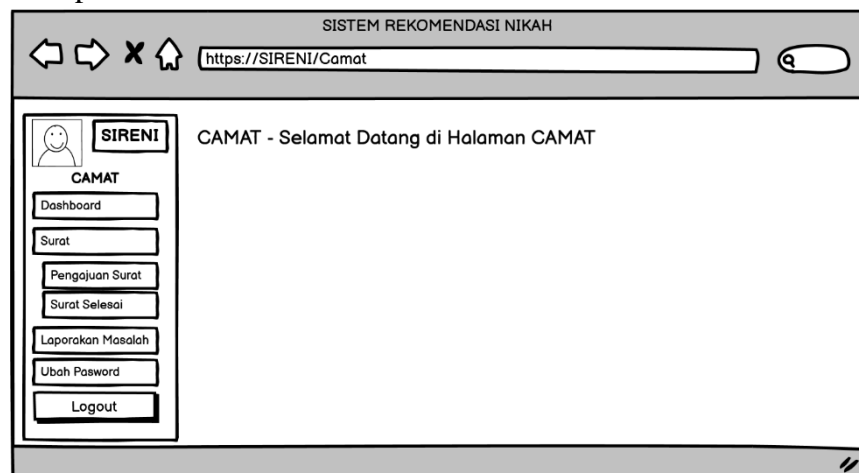 SISTEM REKOMENDASI NIKAH
https://SIRENI/Camat
SIRENI
CAMAT - Selamat Datang di Halaman CAMAT
CAMAT
Dashboard
Surat
Pengajuan Surat
Surat Selesai
Laporakan Masalah
Ubah Pasword
Logout